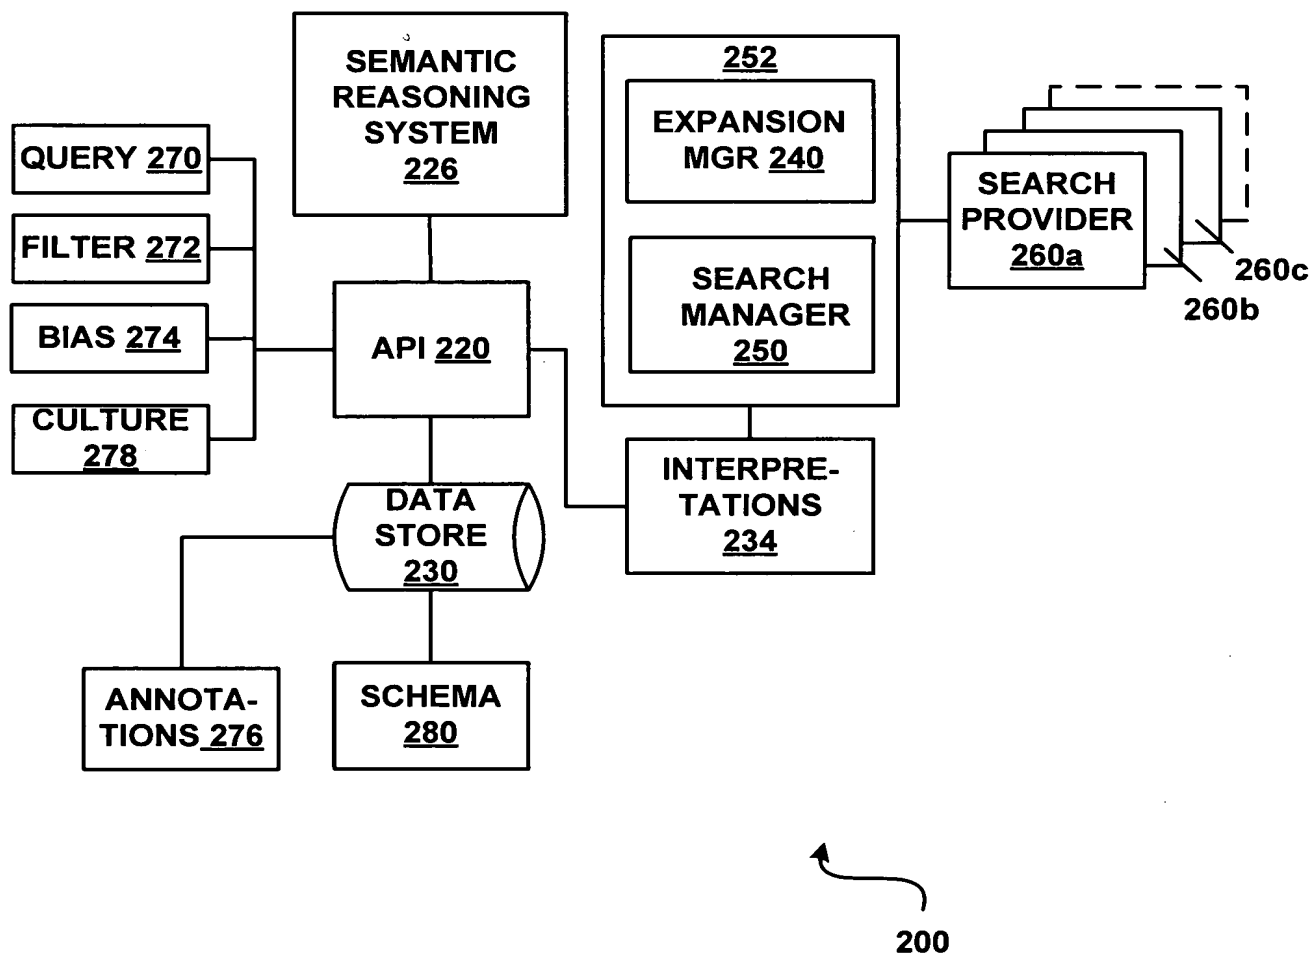 SEMANTIC
REASONING
SYSTEM
226
252
EXPANSION
MGR 240
SEARCH
MANAGER
250
SEARCH
PROVIDER
260a
260b
260c
QUERY 270
FILTER 272
BIAS 274
CULTURE
278
API 220
INTERPRE-
TATIONS
234
DATA
STORE
230
ANNOTA-
TIONS 276
SCHEMA
280
200